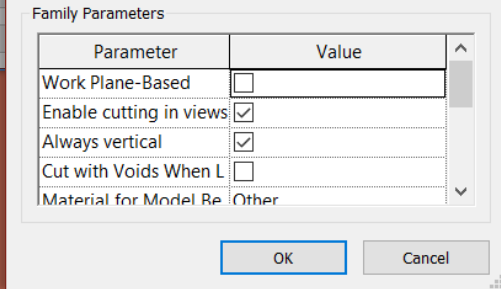 Family Parameters
Parameter Value
Work Plane-Based
Enable cutting in views
Always vertical
Cut with Voids When L
Material for Model Be Other
OK Cancel